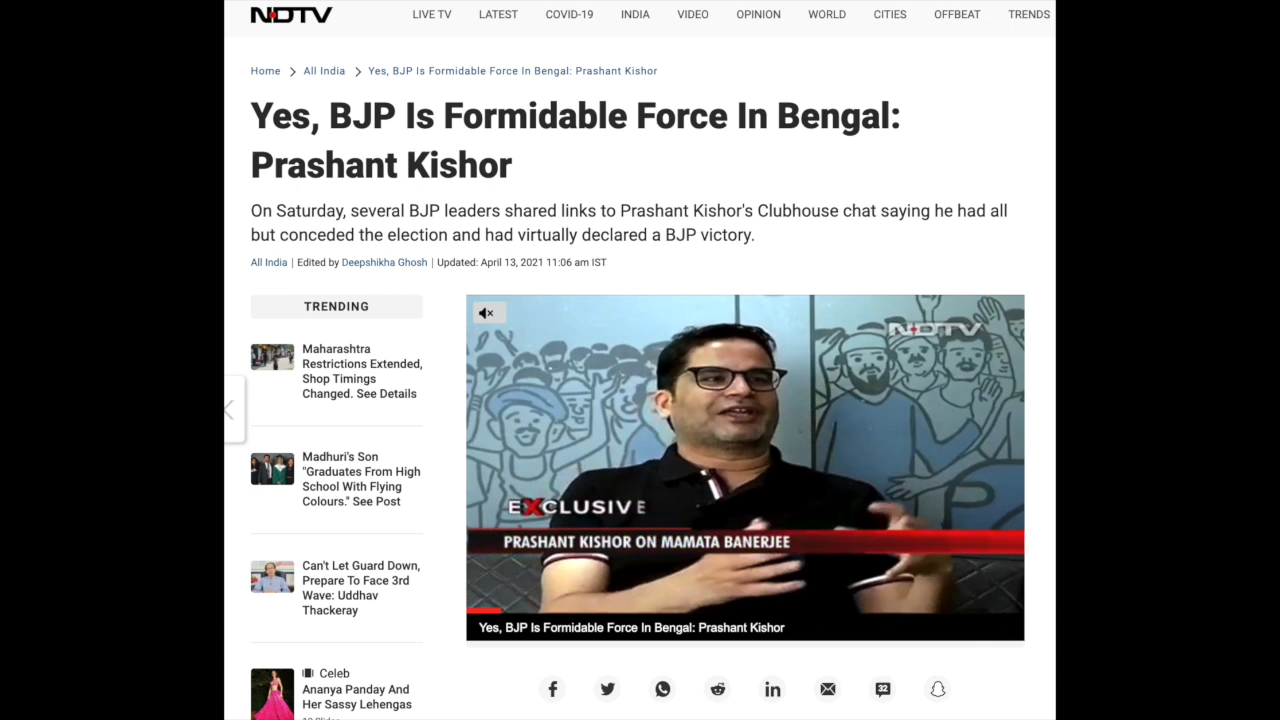 NDTV
LIVE TV LATEST COVID-19 INDIA VIDEO OPINION WORLD CITIES OFFBEAT TRENDS
Home > All India > Yes, BJP Is Formidable Force In Bengal: Prashant Kishor
Yes, BJP Is Formidable Force In Bengal:
Prashant Kishor
On Saturday, several BJP leaders shared links to Prashant Kishor's Clubhouse chat saying he had all
but conceded the election and had virtually declared a BJP victory.
All India | Edited by Deepshikha Ghosh | Updated: April 13, 2021 11:06 am IST
TRENDING
Maharashtra
Restrictions Extended,
Shop Timings
Changed. See Details
Madhuri's Son
"Graduates From High
School With Flying
Colours." See Post
Can't Let Guard Down,
Prepare To Face 3rd
Wave: Uddhav
Thackeray
Celeb
Ananya Panday And
Her Sassy Lehengas
NDTV
EXCLUSIVE
PRASHANT KISHOR ON MAMATA BANERJEE
Yes, BJP Is Formidable Force In Bengal: Prashant Kishor
32